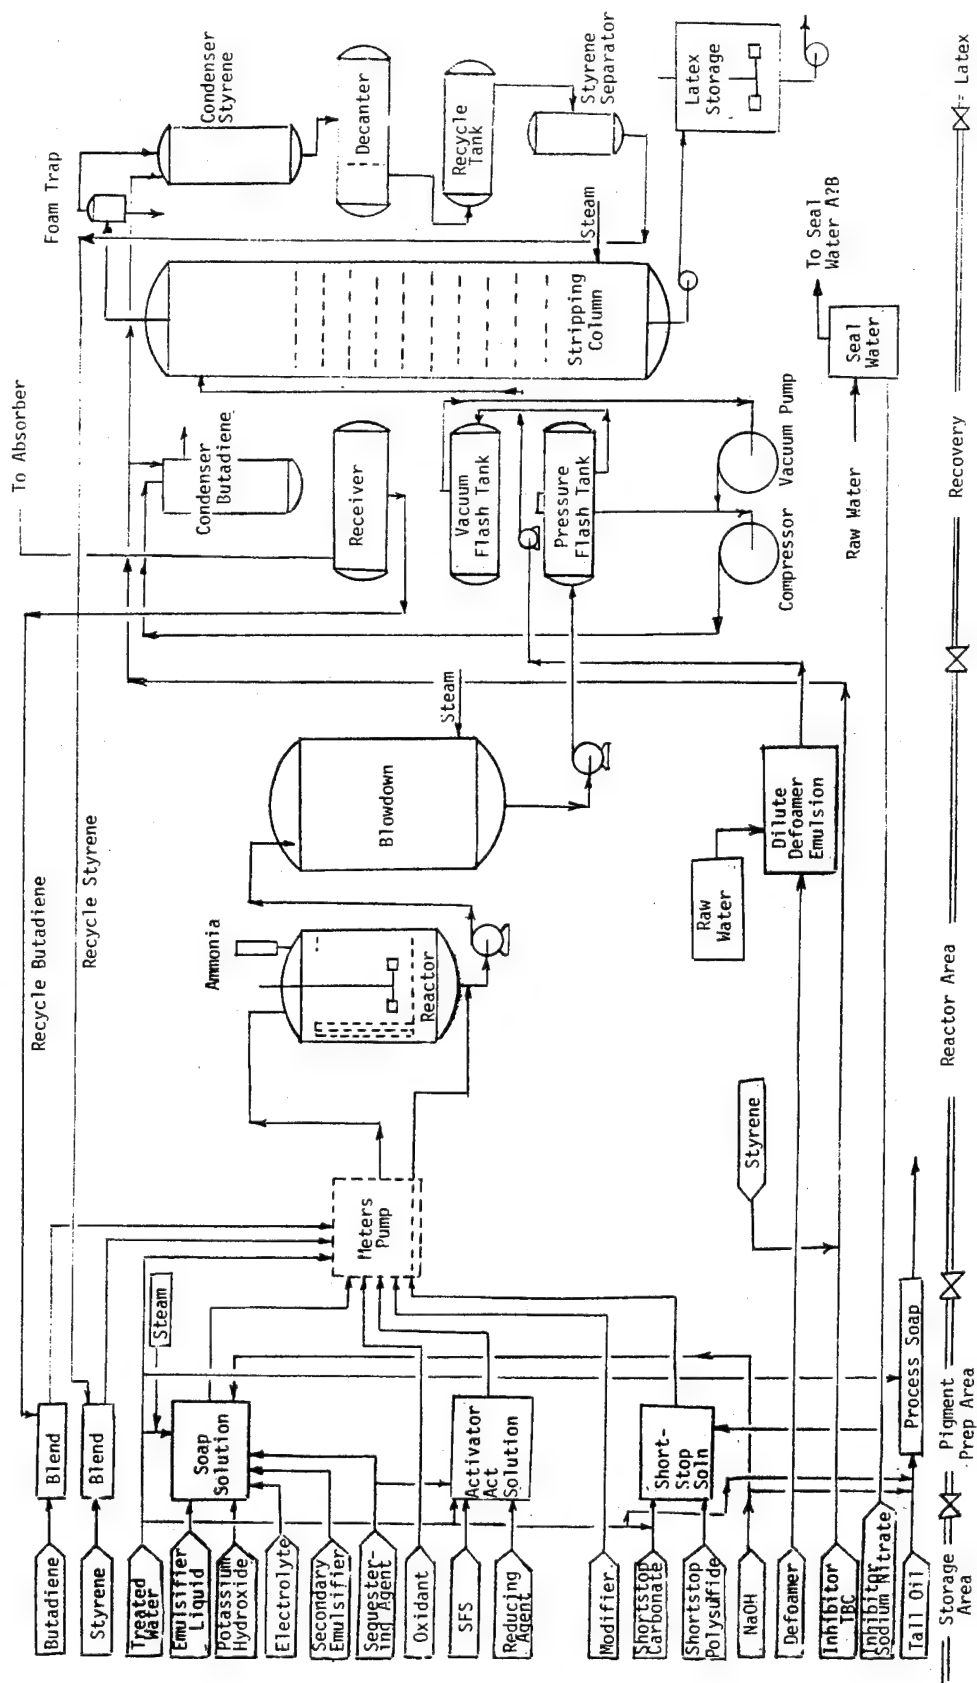 To Absorber
Recycle Butadiene
Recycle Styrene
Foam Trap
Condenser
Styrene
Decanter
Recycle
Tank
Styrene
Separator
Latex
Storage
Steam
Stripping
Column
To Seal
Water A?B
Seal
Water
Raw Water
Condenser
Butadiene
Receiver
Vacuum
Flash Tank
Pressure
Flash Tank
Vacuum Pump
Compressor
Steam
Blowdown
Ammonia
Reactor
Raw
Water
Dilute
Defoamer
Emulsion
Styrene
Meters
Pump
Steam
Blend
Blend
Soap
Solution
Activator
Act
Solution
Short-
Stop
Soln
Process Soap
Butadiene
Styrene
Treated
Water
Emulsifier
Liquid
Potassium
Hydroxide
Electrolyte
Secondary
Emulsifier
Sequester-
ing Agent
Oxidant
SFS
Reducing
Agent
Modifier
Shortstop
Carbonate
Shortstop
Polysulfide
NaOH
Defoamer
Inhibitor
TBC
Inhibitor
Sodium Nitrate
Tall Oil
Storage
Area
Pigment
Prep Area
Reactor Area
Recovery
Latex